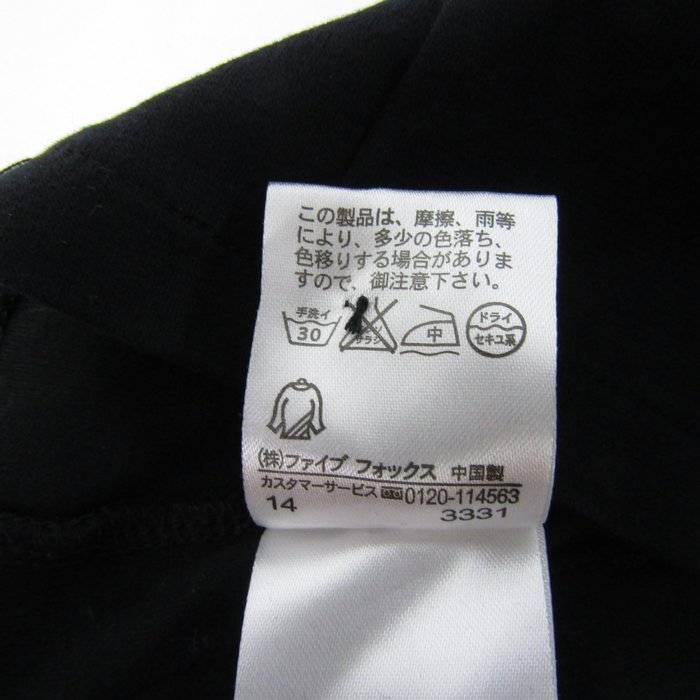 この製品は、摩擦、雨等
により、多少の色落ち、
色移りする場合がありま
すので、御注意下さい。
手洗イ
30
中
ドライ
セキユ系
(株)ファイブ フォックス 中国製
カスタマーサービス 0120-114563
14
3331